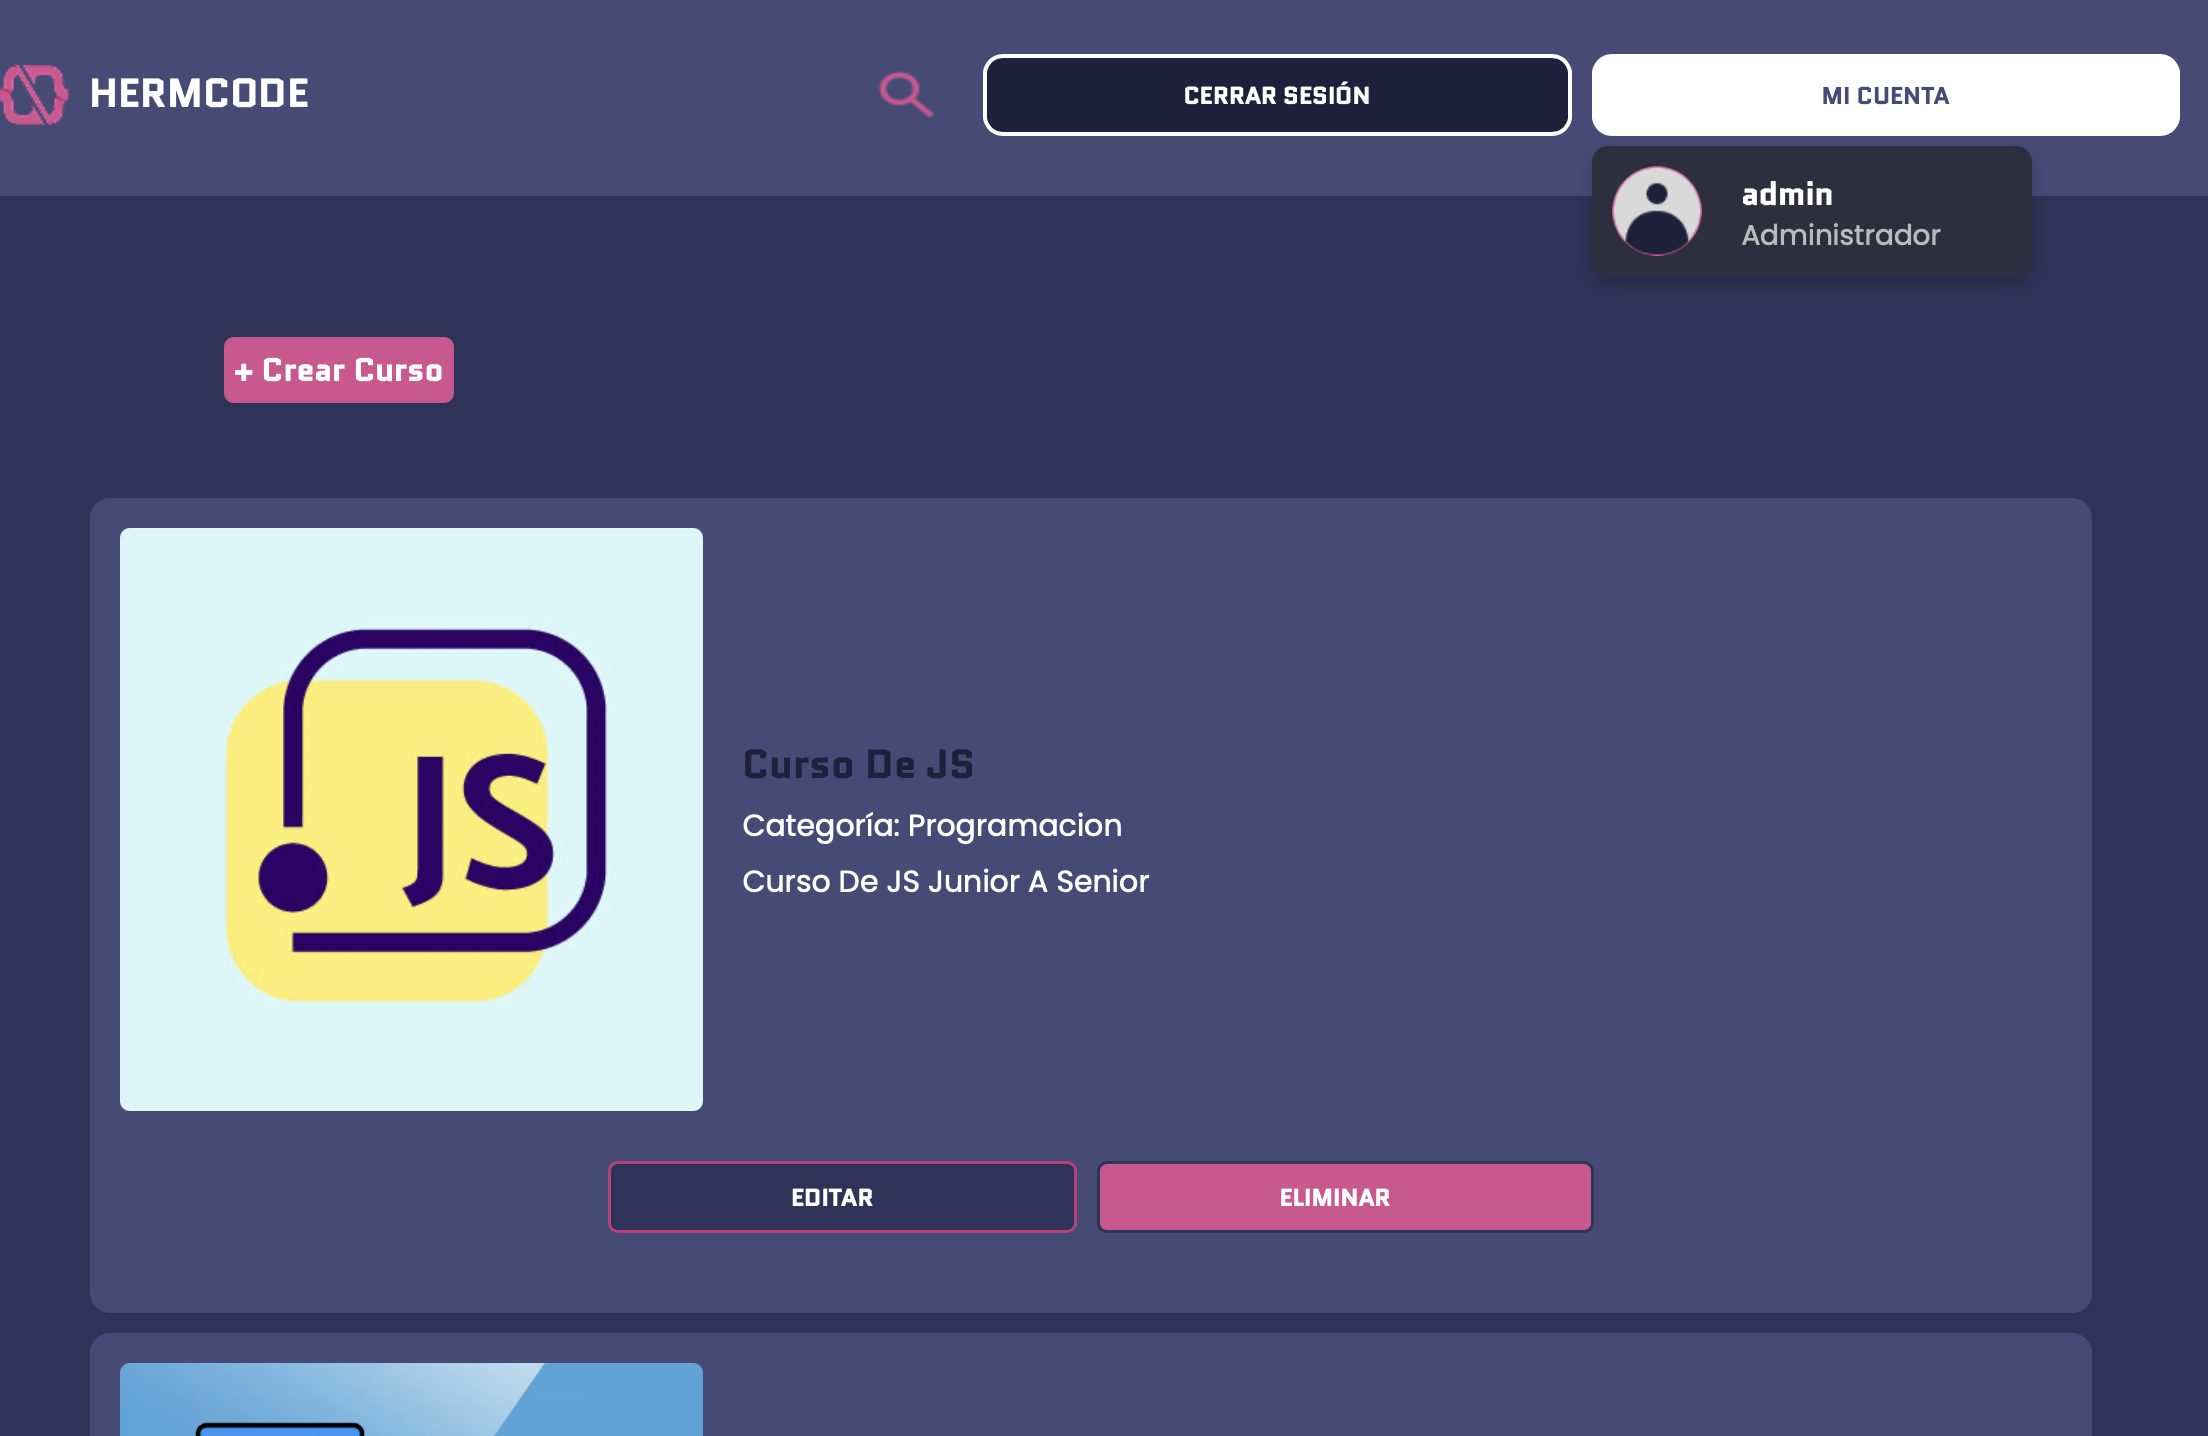 HERMCODE
CERRAR SESIÓN
MI CUENTA
admin
Administrador
+ Crear Curso
JS
Curso De JS
Categoría: Programacion
Curso De JS Junior A Senior
EDITAR
ELIMINAR